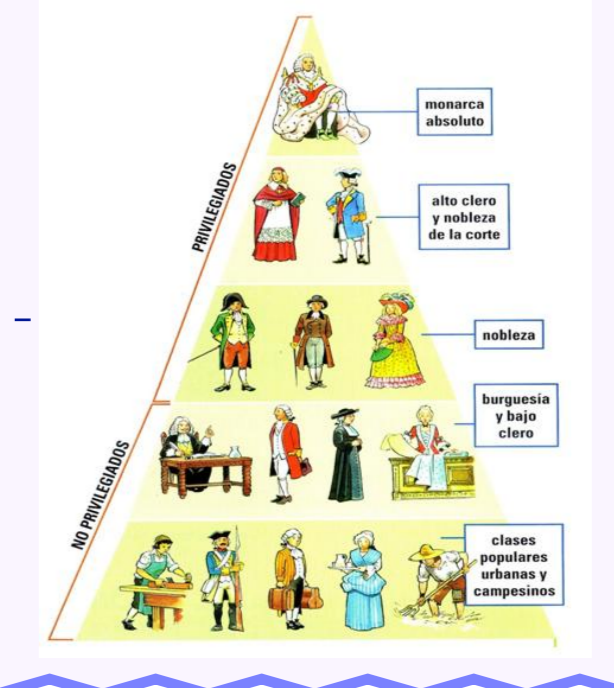 monarca
absoluto
PRIVILEGIADOS
alto clero
y nobleza
de la corte
nobleza
burguesía
y bajo
clero
NO PRIVILEGIADOS
clases
populares
urbanas y
campesinos